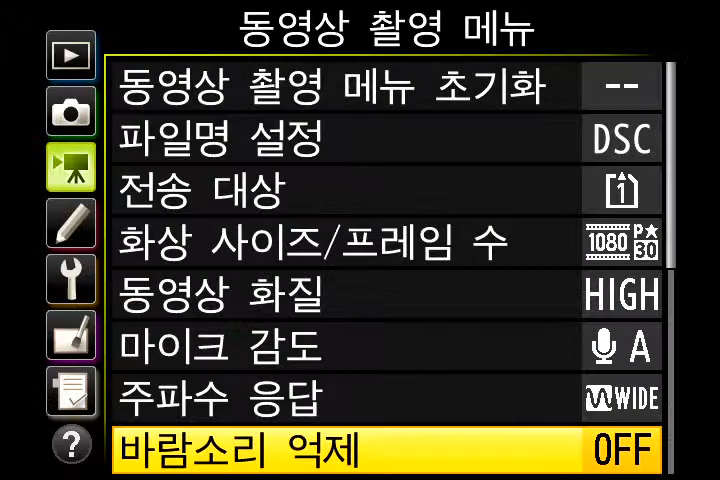 동영상 촬영 메뉴
동영상 촬영 메뉴 초기화 --
파일명 설정 DSC
전송 대상 1
화상 사이즈/프레임 수 1080 P★ 30
동영상 화질 HIGH
마이크 감도 A
주파수 응답 WIDE
? 바람소리 억제 OFF